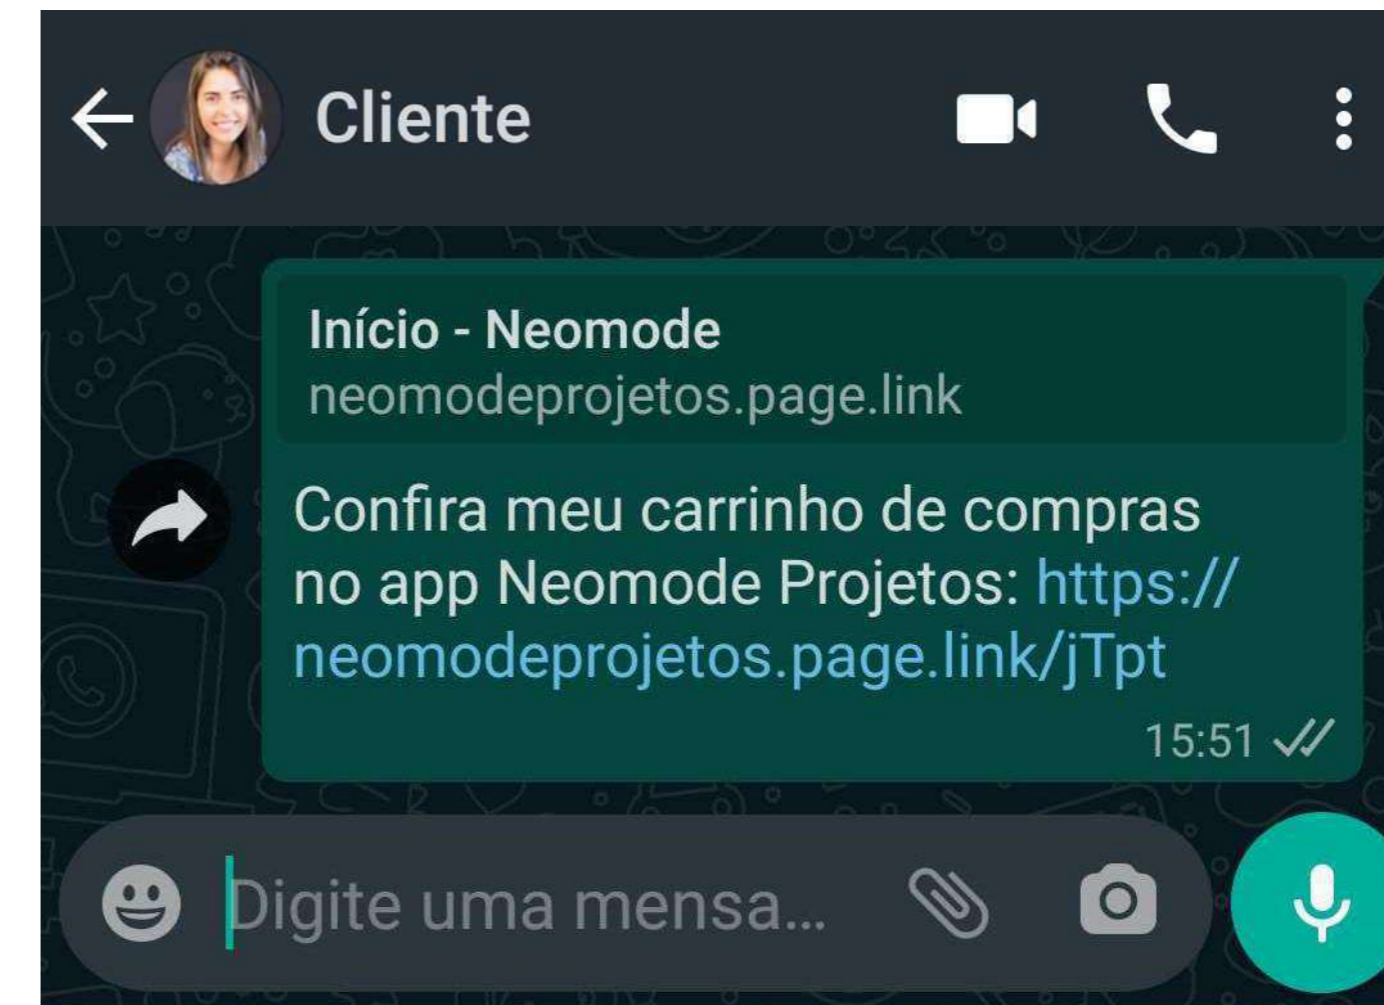 Cliente
Início - Neomode
neomodeprojetos.page.link
Confira meu carrinho de compras
no app Neomode Projetos: https://
neomodeprojetos.page.link/jTpt
15:51
Digite uma mensa...